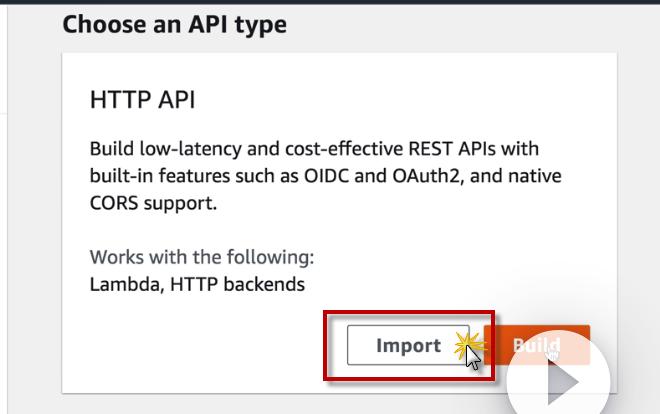 Choose an API type
HTTP API
Build low-latency and cost-effective REST APIs with
built-in features such as OIDC and OAuth2, and native
CORS support.
Works with the following:
Lambda, HTTP backends
Import
Build